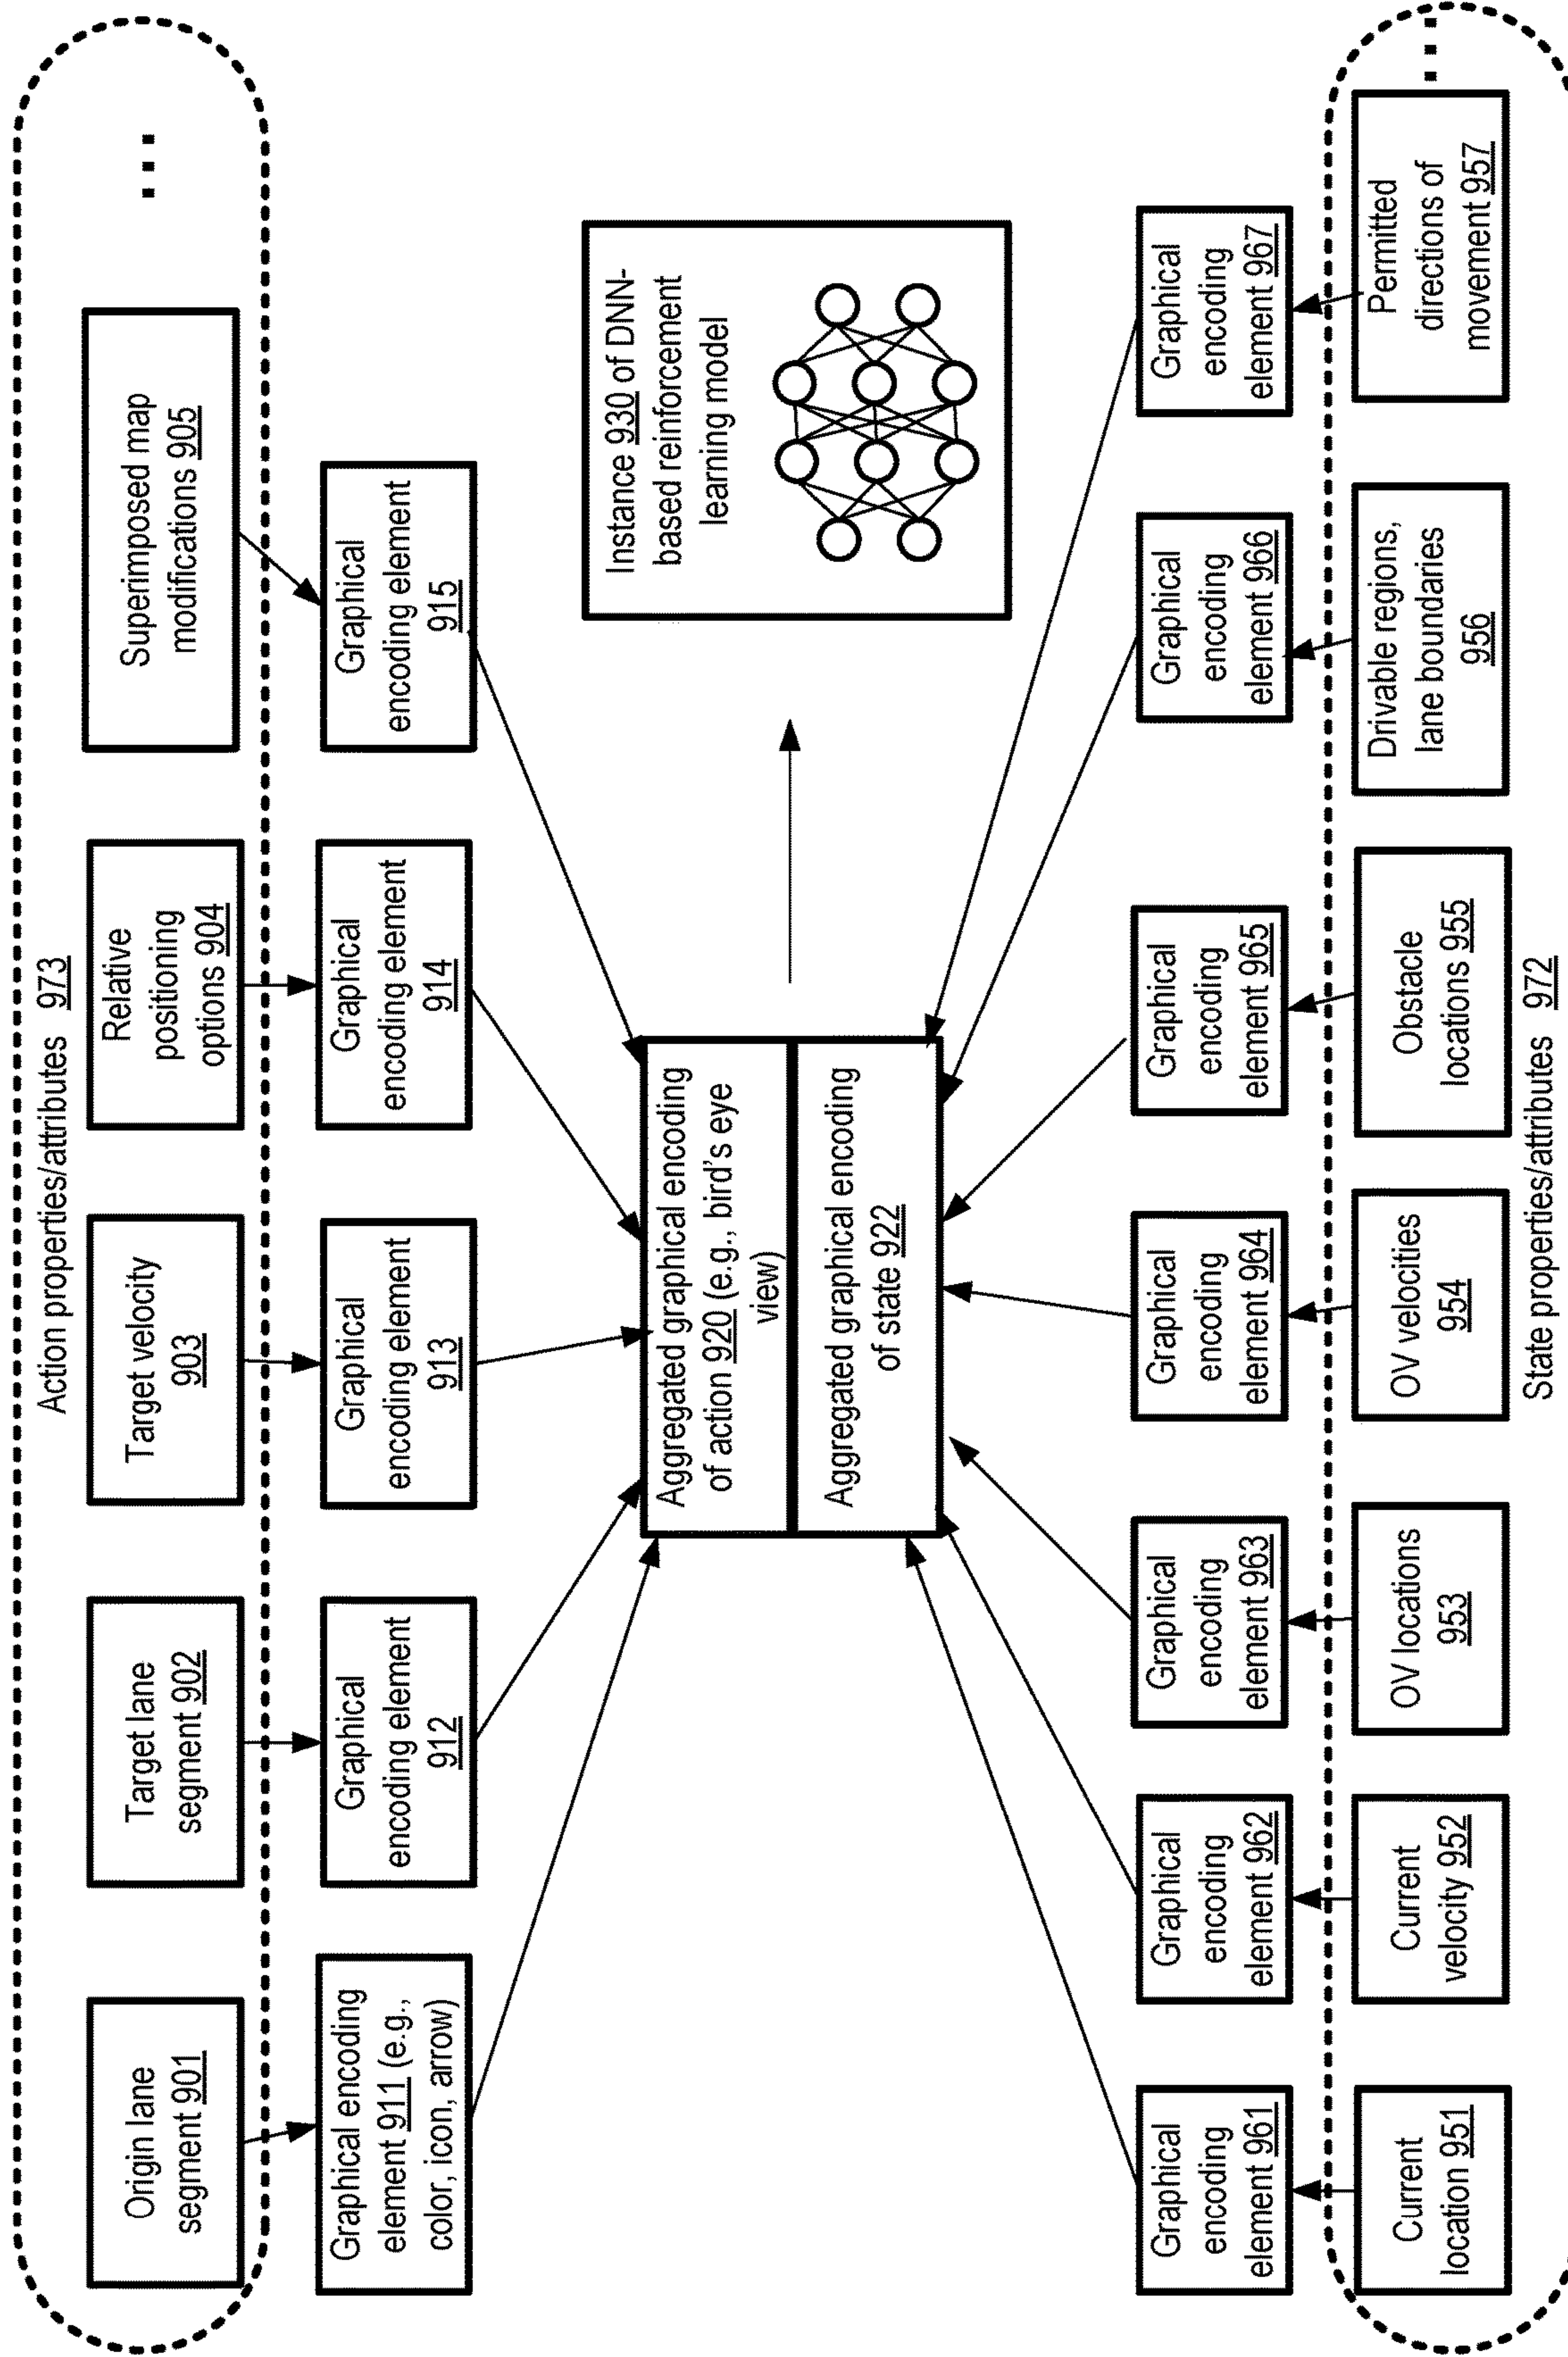 Action properties/attributes 973
Origin lane
segment 901
Target lane
segment 902
Target velocity
903
Relative
positioning
options 904
Superimposed map
modifications 905
...
Graphical encoding
element 911 (e.g.,
color, icon, arrow)
Graphical
encoding element
912
Graphical
encoding element
913
Graphical
encoding element
914
Graphical
encoding element
915
Aggregated graphical encoding
of action 920 (e.g., bird's eye
view)
Aggregated graphical encoding
of state 922
Instance 930 of DNN-
based reinforcement
learning model
Graphical
encoding
element 961
Graphical
encoding
element 962
Graphical
encoding
element 963
Graphical
encoding
element 964
Graphical
encoding
element 965
Graphical
encoding
element 966
Graphical
encoding
element 967
Current
location 951
Current
velocity 952
OV locations
953
OV velocities
954
Obstacle
locations 955
Drivable regions,
lane boundaries
956
Permitted
directions of
movement 957
...
State properties/attributes 972